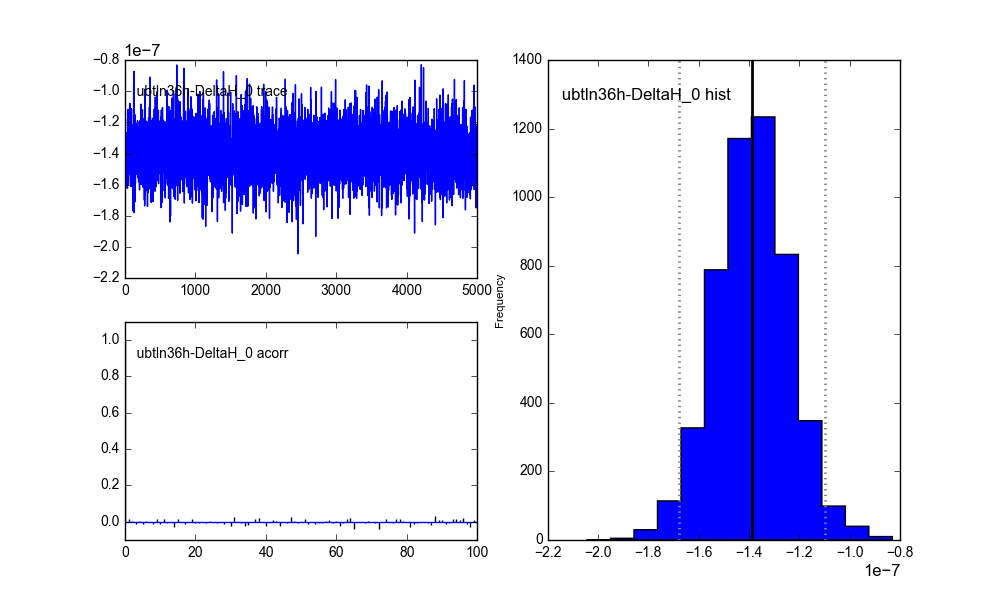 1e−7
−0.8
−1.0
−1.2
−1.4
−1.6
−1.8
−2.0
−2.2
ubtln36h-DeltaH_0 trace
0 1000 2000 3000 4000 5000
1.0
0.8
0.6
0.4
0.2
0.0
ubtln36h-DeltaH_0 acorr
0 20 40 60 80 100
Frequency
1400
1200
1000
800
600
400
200
0
ubtln36h-DeltaH_0 hist
−2.2 −2.0 −1.8 −1.6 −1.4 −1.2 −1.0 −0.8
1e−7